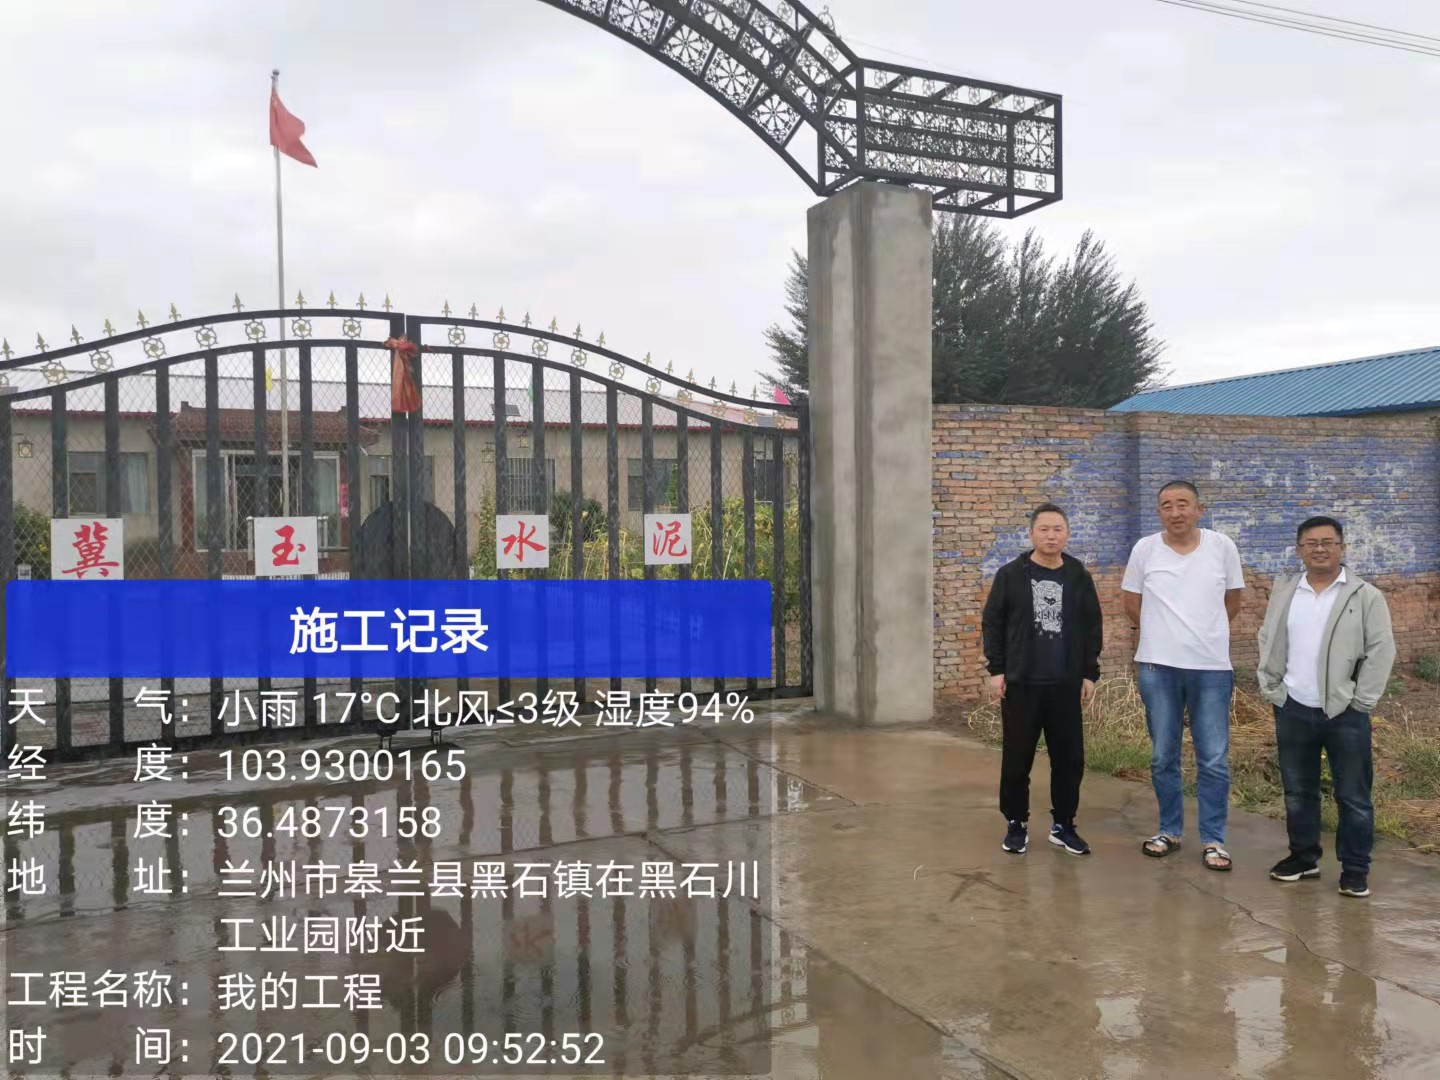 冀 玉 水 泥
施工记录
天 气：小雨 17°C 北风≤3级 湿度94%
经 度：103.9300165
纬 度：36.4873158
地 址：兰州市皋兰县黑石镇在黑石川
工业园附近
工程名称：我的工程
时 间：2021-09-03 09:52:52